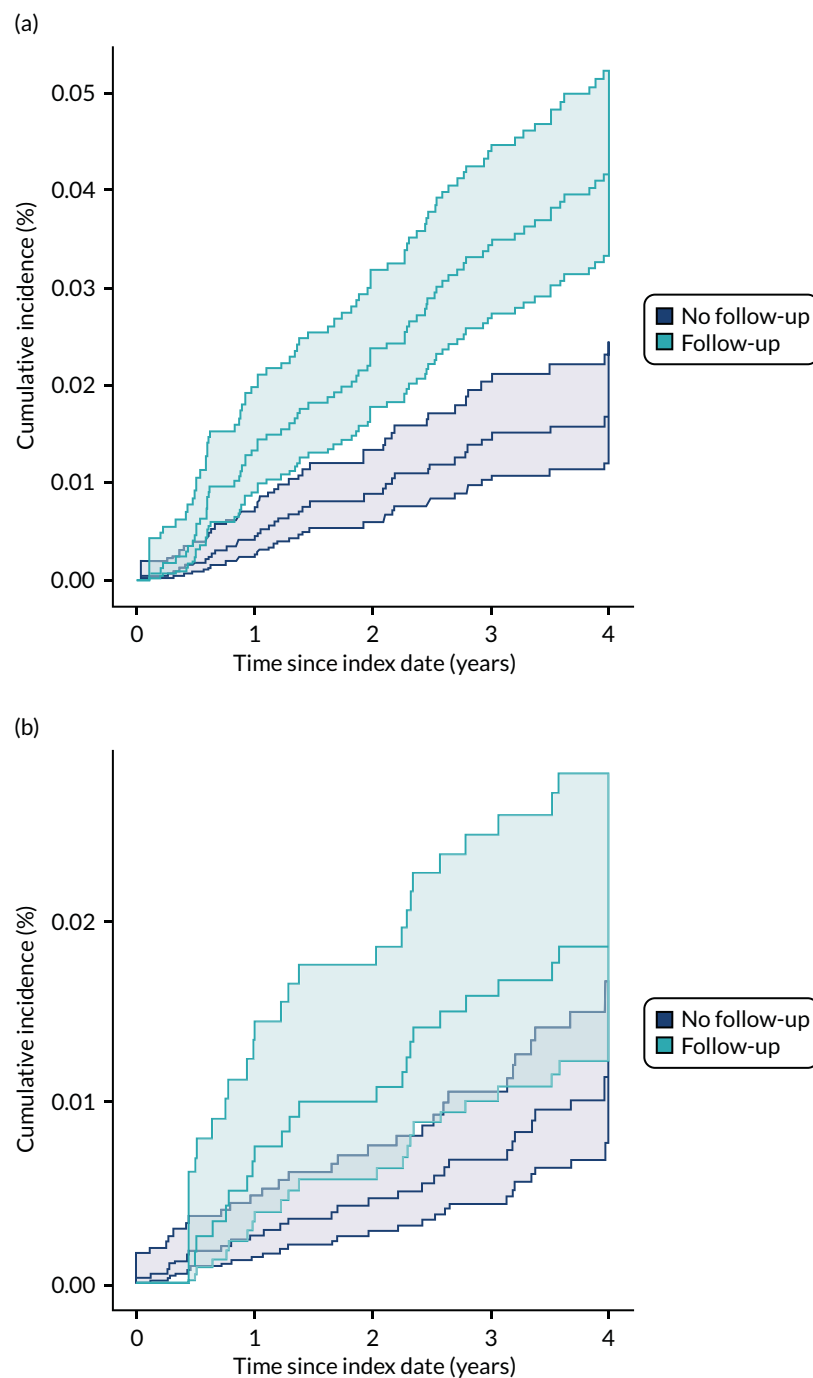 (a)
Cumulative incidence (%)
0.05
0.04
0.03
0.02
0.01
0.00
0 1 2 3 4
Time since index date (years)
No follow-up
Follow-up
(b)
Cumulative incidence (%)
0.02
0.01
0.00
0 1 2 3 4
Time since index date (years)
No follow-up
Follow-up